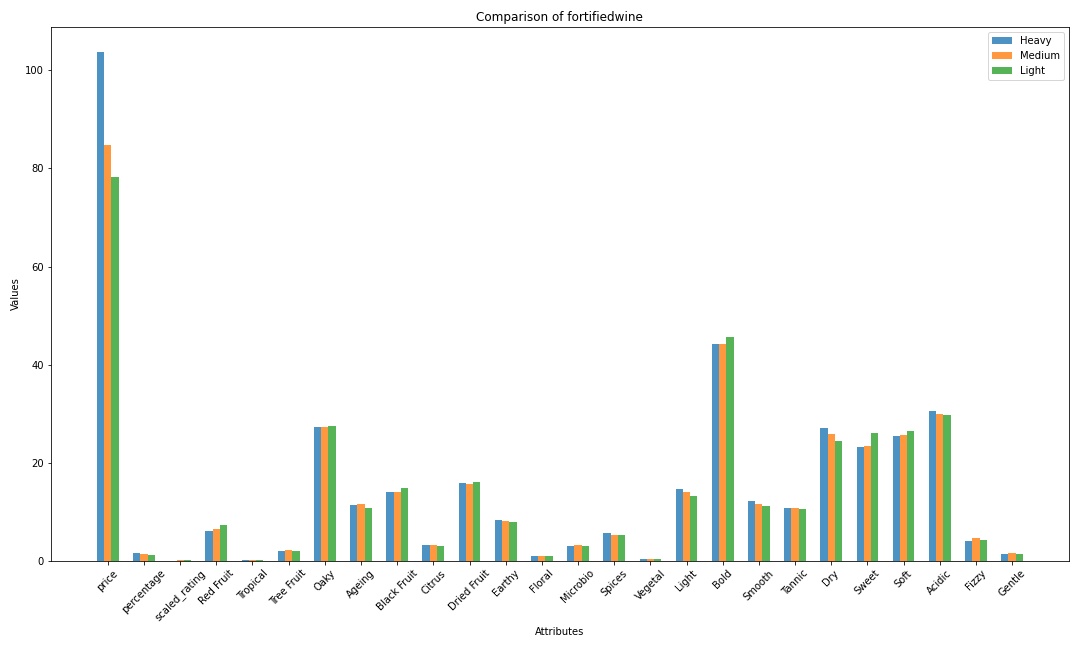 Comparison of fortifiedwine
Heavy
Medium
Light
Values
100
80
60
40
20
0
price
percentage
scaled_rating
Red Fruit
Tropical
Tree Fruit
Oaky
Ageing
Black Fruit
Citrus
Dried Fruit
Earthy
Floral
Microbio
Spices
Vegetal
Light
Bold
Smooth
Tannic
Dry
Sweet
Soft
Acidic
Fizzy
Gentle
Attributes